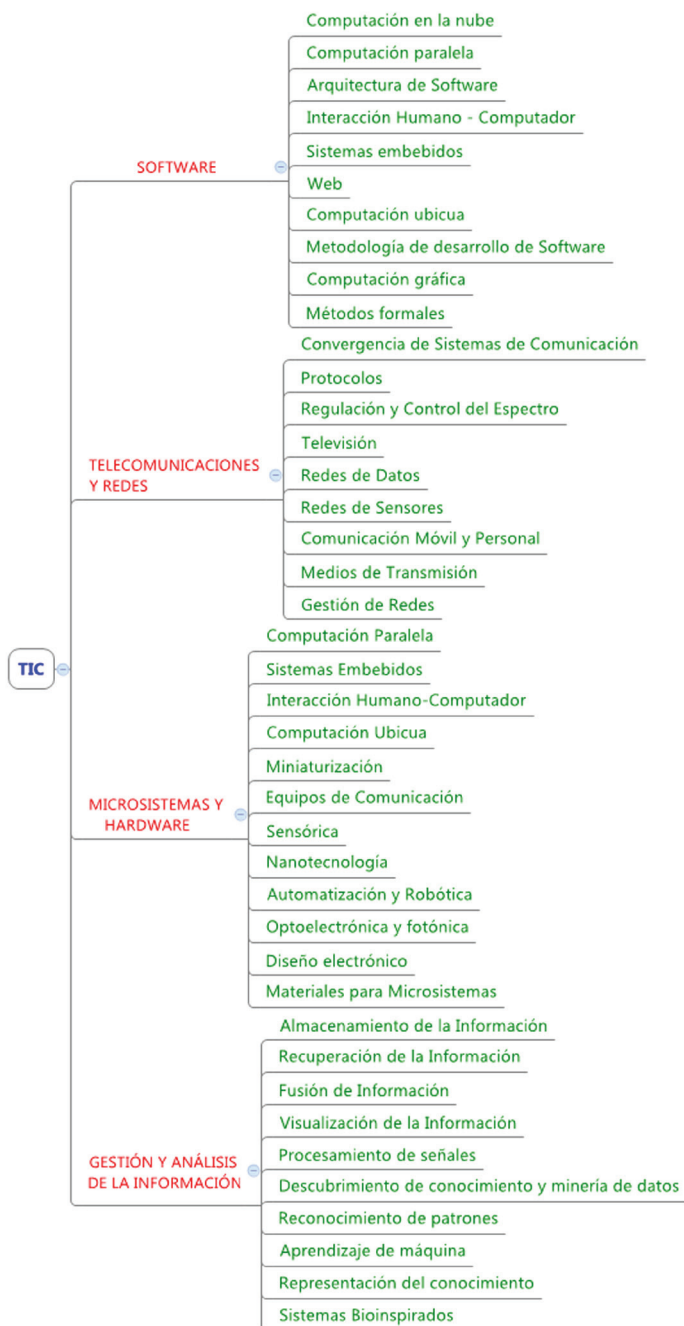 TIC
SOFTWARE
Computación en la nube
Computación paralela
Arquitectura de Software
Interacción Humano - Computador
Sistemas embebidos
Web
Computación ubicua
Metodología de desarrollo de Software
Computación gráfica
Métodos formales
TELECOMUNICACIONES
Y REDES
Convergencia de Sistemas de Comunicación
Protocolos
Regulación y Control del Espectro
Televisión
Redes de Datos
Redes de Sensores
Comunicación Móvil y Personal
Medios de Transmisión
Gestión de Redes
MICROSISTEMAS Y
HARDWARE
Computación Paralela
Sistemas Embebidos
Interacción Humano-Computador
Computación Ubicua
Miniaturización
Equipos de Comunicación
Sensórica
Nanotecnología
Automatización y Robótica
Optoelectrónica y fotónica
Diseño electrónico
Materiales para Microsistemas
GESTIÓN Y ANÁLISIS
DE LA INFORMACIÓN
Almacenamiento de la Información
Recuperación de la Información
Fusión de Información
Visualización de la Información
Procesamiento de señales
Descubrimiento de conocimiento y minería de datos
Reconocimiento de patrones
Aprendizaje de máquina
Representación del conocimiento
Sistemas Bioinspirados